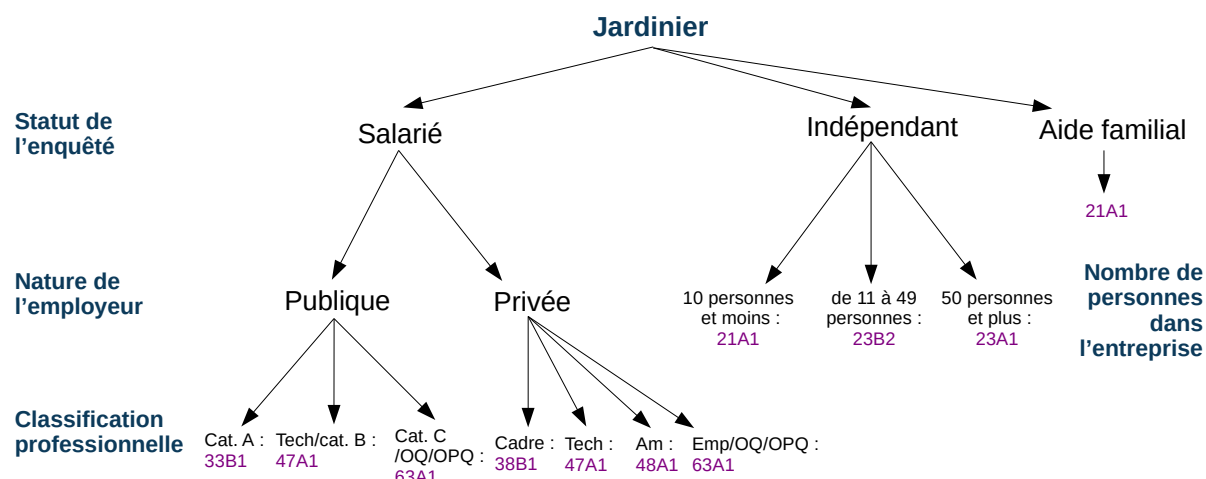 Jardinier
Statut de
l’enquêté
Salarié
Indépendant
Aide familial
21A1
Nature de
l’employeur
Publique
Privée
10 personnes
et moins :
21A1
de 11 à 49
personnes :
23B2
50 personnes
et plus :
23A1
Nombre de
personnes
dans
l’entreprise
Classification
professionnelle
Cat. A :
33B1
Tech/cat. B :
47A1
Cat. C
/OQ/OPQ :
63A1
Cadre :
38B1
Tech :
47A1
Am :
48A1
Emp/OQ/OPQ :
63A1